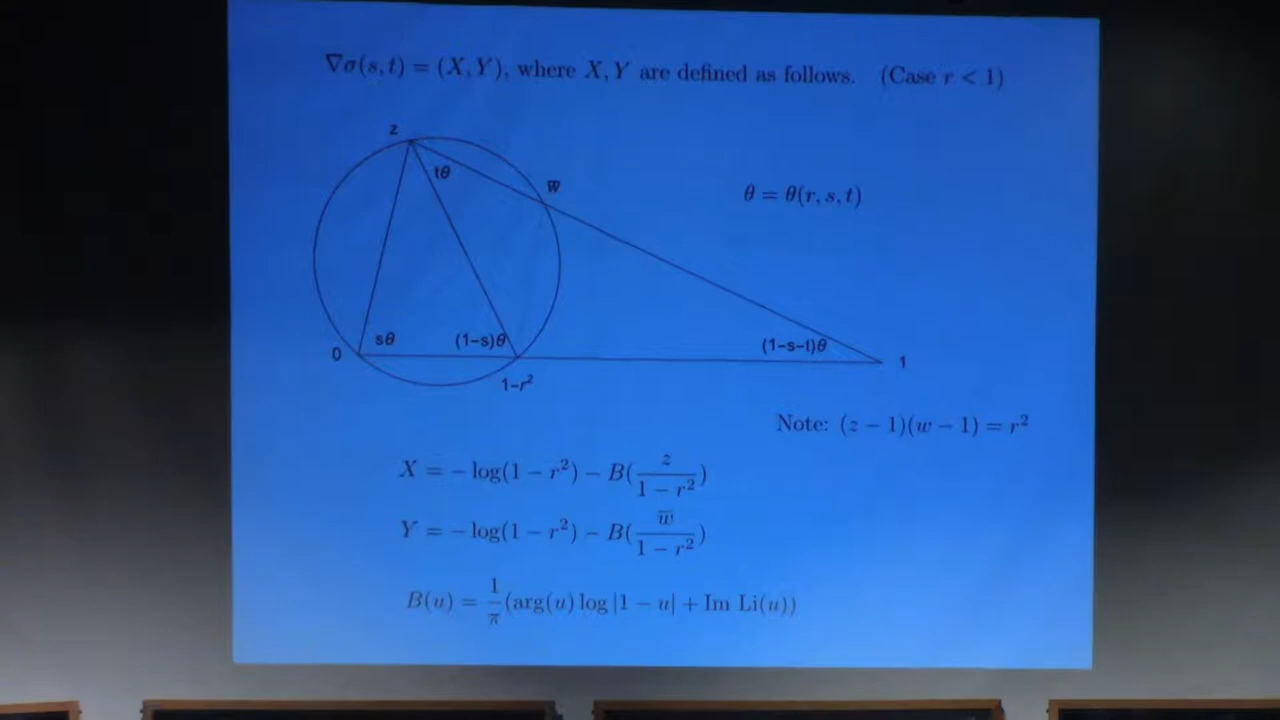 ∇σ(s, t) = (X, Y), where X, Y are defined as follows. (Case r < 1)
z
tθ
w̅
θ = θ(r, s, t)
sθ
(1−s)θ
(1−s−t)θ
0
1
1−r²
Note: (z − 1)(w − 1) = r²
X = − log(1 − r²) − B(z/(1 − r²))
Y = − log(1 − r²) − B(w̅/(1 − r²))
B(u) = 1/π (arg(u) log |1 − u| + Im Li(u))